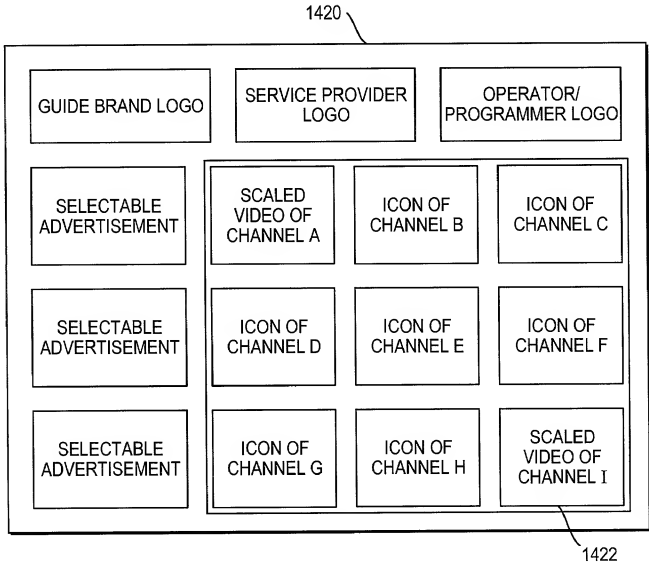 1420
GUIDE BRAND LOGO
SERVICE PROVIDER
LOGO
OPERATOR/
PROGRAMMER LOGO
SELECTABLE
ADVERTISEMENT
SCALED
VIDEO OF
CHANNEL A
ICON OF
CHANNEL B
ICON OF
CHANNEL C
SELECTABLE
ADVERTISEMENT
ICON OF
CHANNEL D
ICON OF
CHANNEL E
ICON OF
CHANNEL F
SELECTABLE
ADVERTISEMENT
ICON OF
CHANNEL G
ICON OF
CHANNEL H
SCALED
VIDEO OF
CHANNEL I
1422